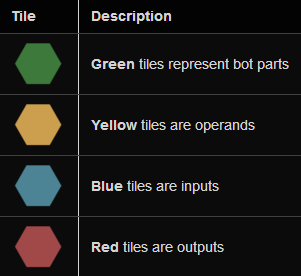 Tile Description
Green tiles represent bot parts
Yellow tiles are operands
Blue tiles are inputs
Red tiles are outputs